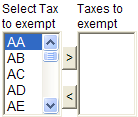 Select Tax to exempt
Taxes to exempt
AA
AB
AC
AD
AE
>
<